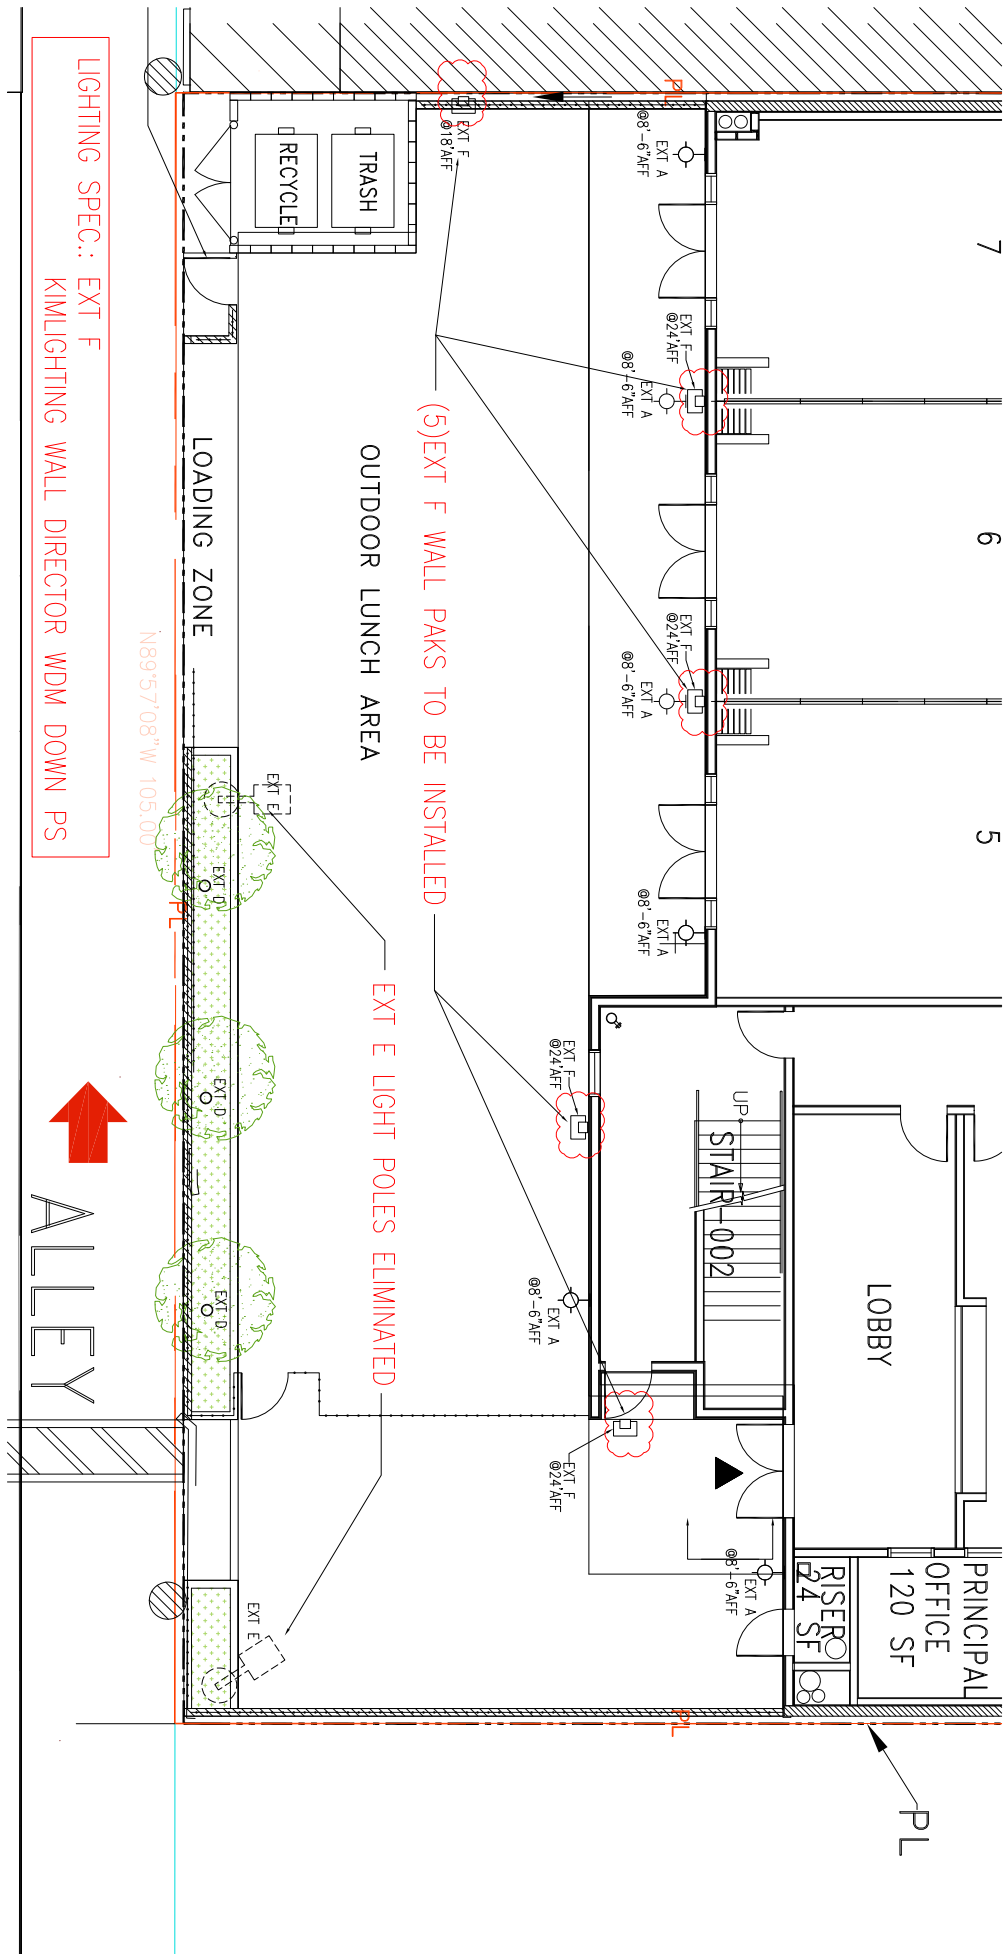 LIGHTING SPEC.: EXT F
KIMLIGHTING WALL DIRECTOR WDM DOWN PS
PL
EXT F
@18'AFF
EXT A
@8'-6"AFF
TRASH
RECYCLE
7
EXT F
@24'AFF
EXT A
@8'-6"AFF
6
EXT F
@24'AFF
EXT A
@8'-6"AFF
5
EXT A
@8'-6"AFF
(5)EXT F WALL PAKS TO BE INSTALLED
OUTDOOR LUNCH AREA
LOADING ZONE
N89°57'08"W 105.00
EXT E
EXT D
PL
EXT E LIGHT POLES ELIMINATED
EXT F
@24'AFF
EXT D
UP
STAIR-002
LOBBY
EXT A
@8'-6"AFF
EXT D
ALLEY
EXT F
@24'AFF
EXT A
@8'-6"AFF
RISER
24 SF
PRINCIPAL
OFFICE
120 SF
EXT E
PL
PL